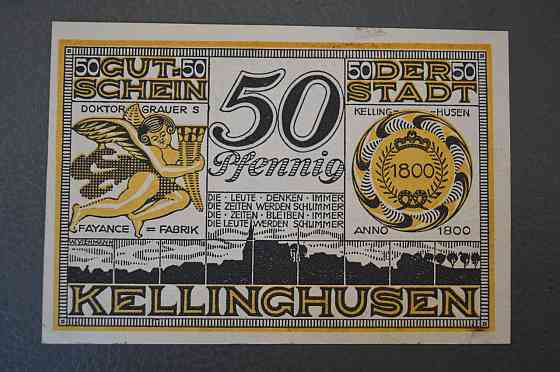 50 GUT- 50
SCHEIN
DOKTOR GRAUER S
FAYANCE = FABRIK
50
Pfennig
DIE · LEUTE · DENKEN · IMMER
DIE ZEITEN WERDEN SCHLIMMER
DIE · ZEITEN · BLEIBEN · IMMER
DIE LEUTE WERDEN SCHLIMMER
50 DER 50
STADT
KELLING- HUSEN
1800
ANNO 1800
KELLINGHUSEN